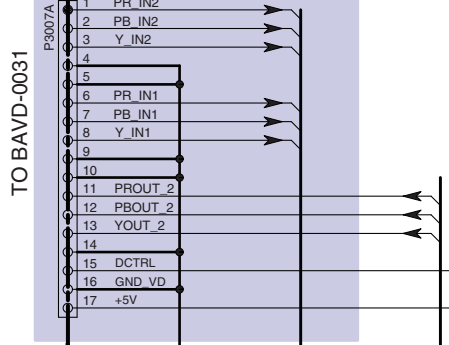 P3007A
TO BAVD-0031
1 PR_IN2
2 PB_IN2
3 Y_IN2
4
5
6 PR_IN1
7 PB_IN1
8 Y_IN1
9
10
11 PROUT_2
12 PBOUT_2
13 YOUT_2
14
15 DCTRL
16 GND_VD
17 +5V